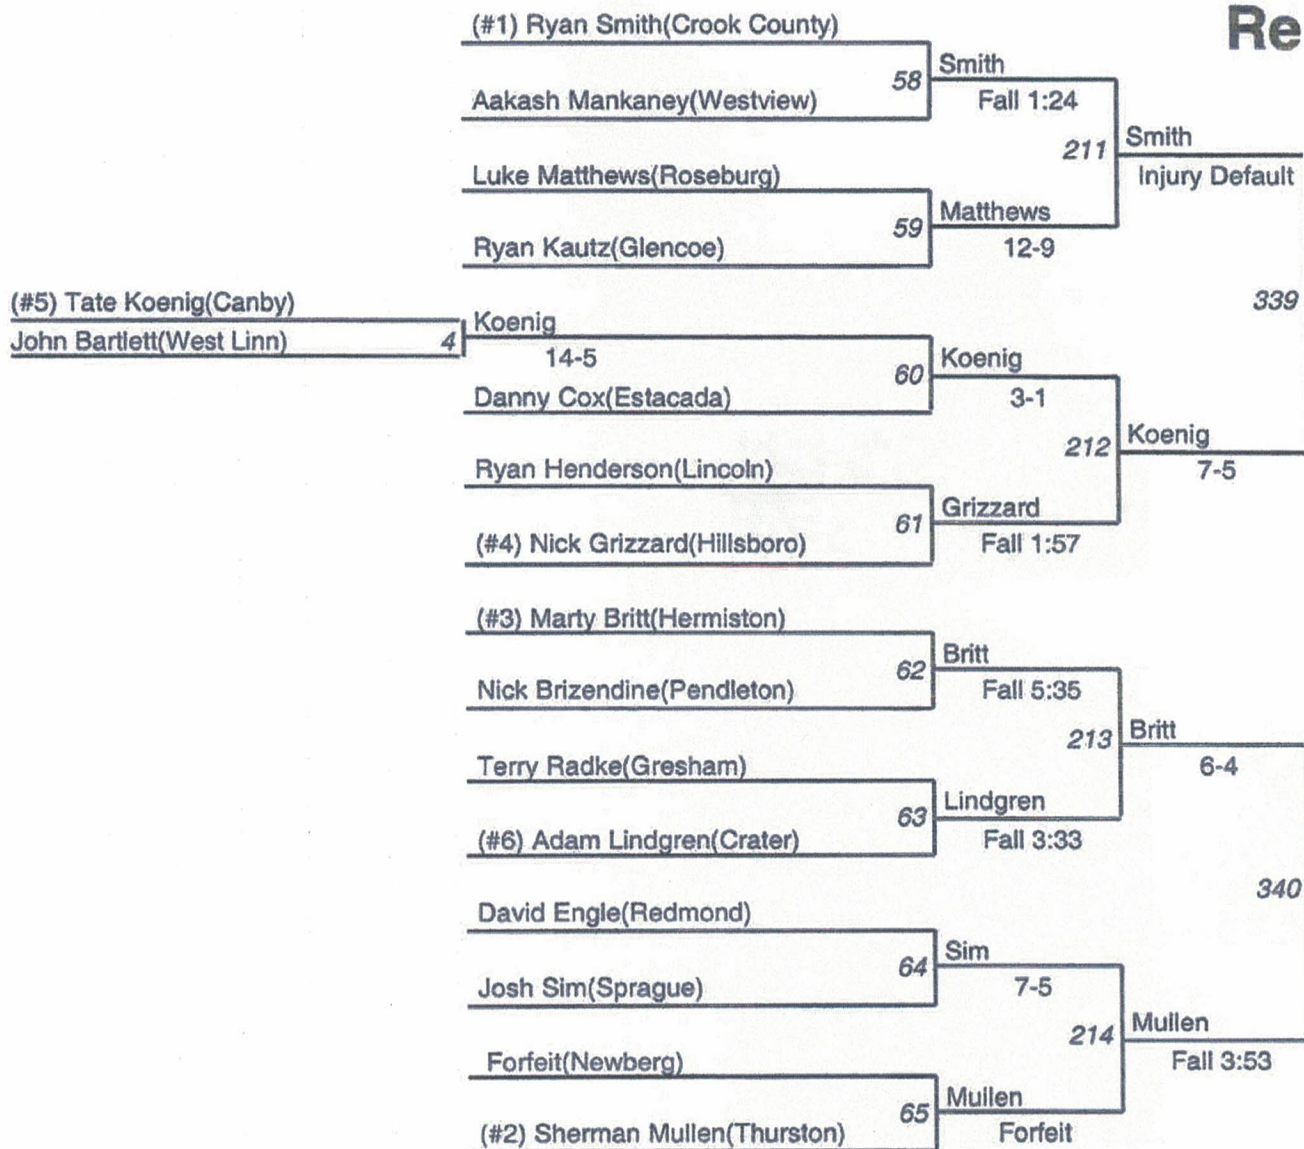 Re
(#1) Ryan Smith(Crook County)
58
Smith
Fall 1:24
Aakash Mankaney(Westview)
211
Smith
Injury Default
Luke Matthews(Roseburg)
59
Matthews
12-9
Ryan Kautz(Glencoe)
339
(#5) Tate Koenig(Canby)
John Bartlett(West Linn)
4
Koenig
14-5
60
Koenig
3-1
Danny Cox(Estacada)
212
Koenig
7-5
Ryan Henderson(Lincoln)
61
Grizzard
Fall 1:57
(#4) Nick Grizzard(Hillsboro)
(#3) Marty Britt(Hermiston)
62
Britt
Fall 5:35
Nick Brizendine(Pendleton)
213
Britt
6-4
Terry Radke(Gresham)
63
Lindgren
Fall 3:33
(#6) Adam Lindgren(Crater)
340
David Engle(Redmond)
64
Sim
7-5
Josh Sim(Sprague)
214
Mullen
Fall 3:53
Forfeit(Newberg)
65
Mullen
Forfeit
(#2) Sherman Mullen(Thurston)